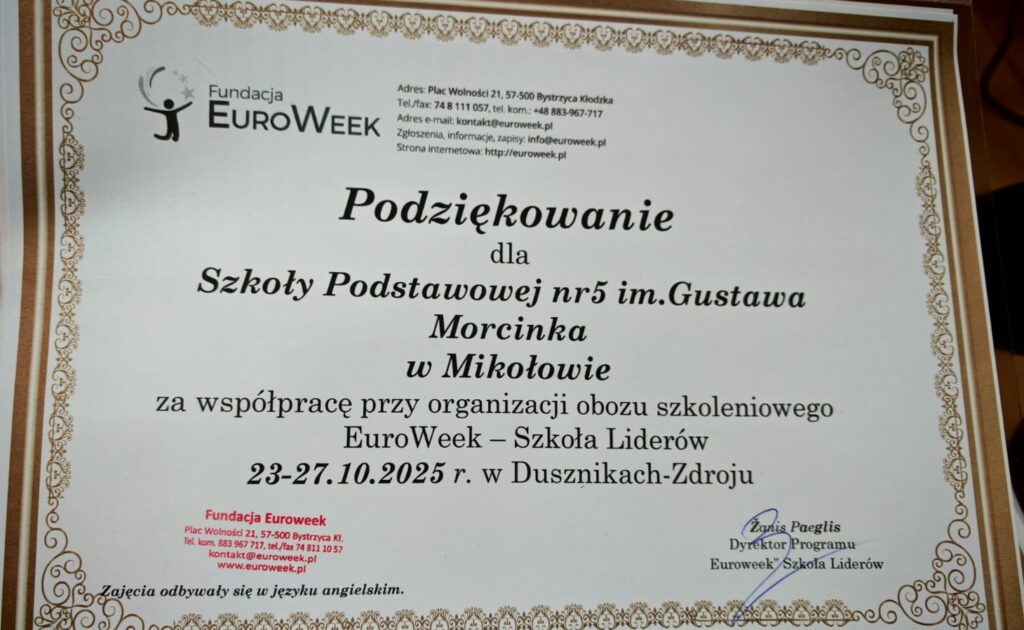 Fundacja
EUROWEEK
Adres: Plac Wolności 21, 57-500 Bystrzyca Kłodzka
Tel./fax: 74 8 111 057, tel. kom.: +48 883-967-717
Adres e-mail: kontakt@euroweek.pl
Zgłoszenia, informacje, zapisy: info@euroweek.pl
Strona internetowa: http://euroweek.pl
Podziękowanie
dla
Szkoły Podstawowej nr5 im.Gustawa
Morcinka
w Mikołowie
za współpracę przy organizacji obozu szkoleniowego
EuroWeek – Szkoła Liderów
23-27.10.2025 r. w Dusznikach-Zdroju
Fundacja Euroweek
Plac Wolności 21, 57-500 Bystrzyca Kł.
Tel. kom. 883 967 717, tel./fax 74 811 10 57
kontakt@euroweek.pl
www.euroweek.pl
Žanis Paeglis
Dyrektor Programu
Euroweek” Szkoła Liderów
Zajęcia odbywały się w języku angielskim.